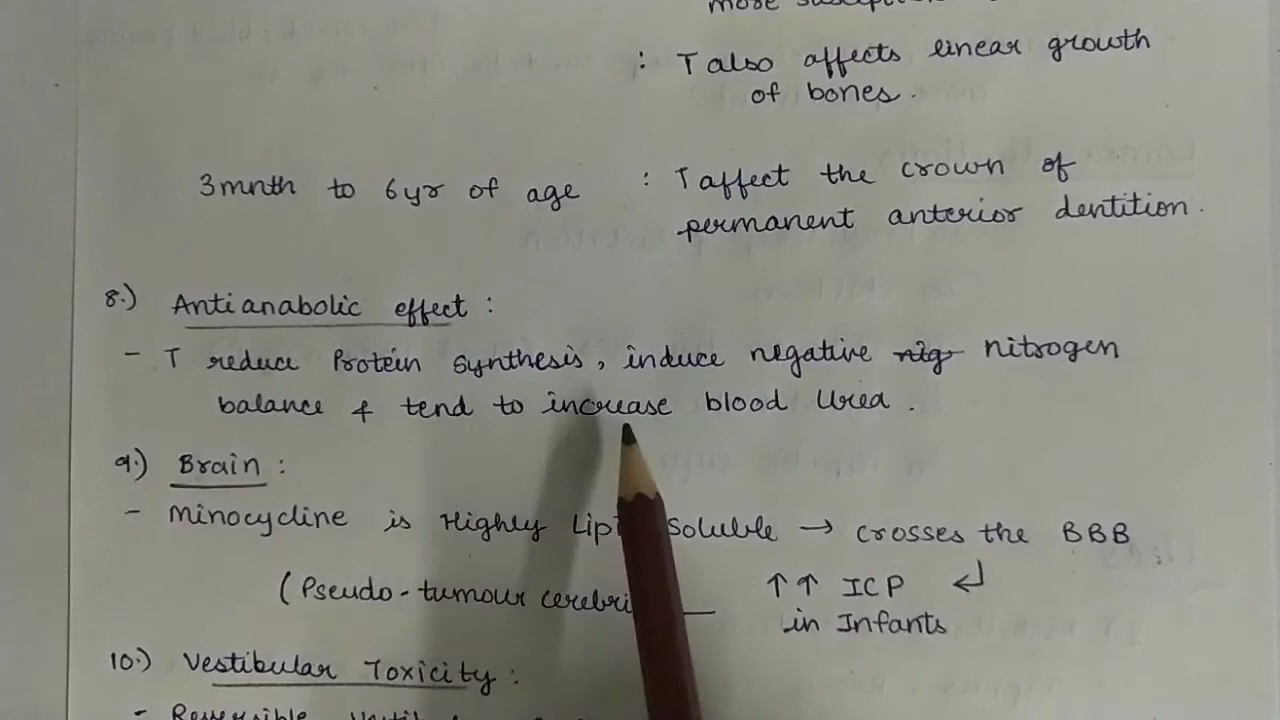 more
: T also affects linear growth
of bones.
3mnth to 6yr of age : T affect the crown of
permanent anterior dentition.
8.) Antianabolic effect :
- T reduce Protein synthesis, induce negative nig nitrogen
balance & tend to increase blood Urea.
9.) Brain :
- Minocycline is Highly soluble → crosses the BBB
(Pseudo-tumour cerebri ↑↑ ICP ↲
in Infants
10.) Vestibular Toxicity :
- Reversible